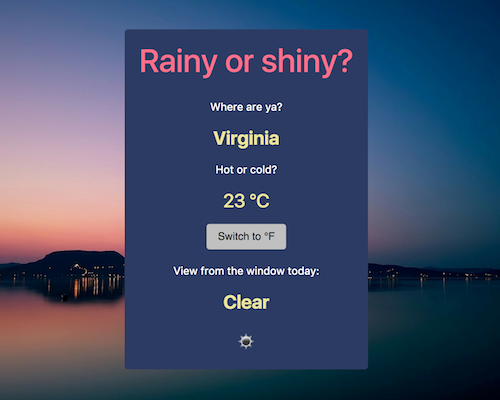 Rainy or shiny?
Where are ya?
Virginia
Hot or cold?
23 °C
Switch to °F
View from the window today:
Clear